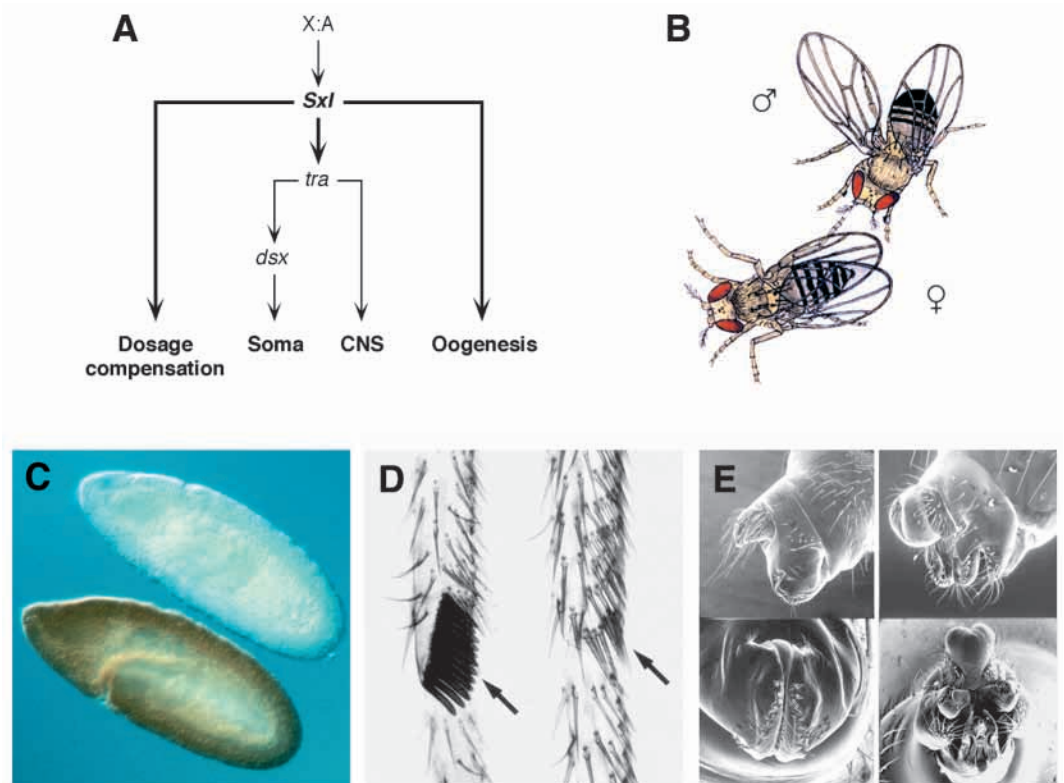 A
X:A
Sxl
tra
dsx
Dosage
compensation
Soma
CNS
Oogenesis
B
♂
♀
C
D
E